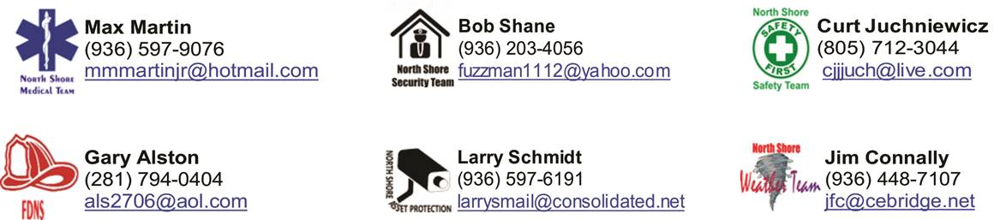 Max Martin
(936) 597-9076
mmmartinjr@hotmail.com
North Shore
Medical Team
Bob Shane
(936) 203-4056
fuzzman1112@yahoo.com
North Shore
Security Team
North Shore
SAFETY
FIRST
Safety Team
Curt Juchniewicz
(805) 712-3044
cjjjuch@live.com
FDNS
Gary Alston
(281) 794-0404
als2706@aol.com
NORTH SHORE
ASSET PROTECTION
Larry Schmidt
(936) 597-6191
larrysmail@consolidated.net
North Shore
Weather Team
Jim Connally
(936) 448-7107
jfc@cebridge.net